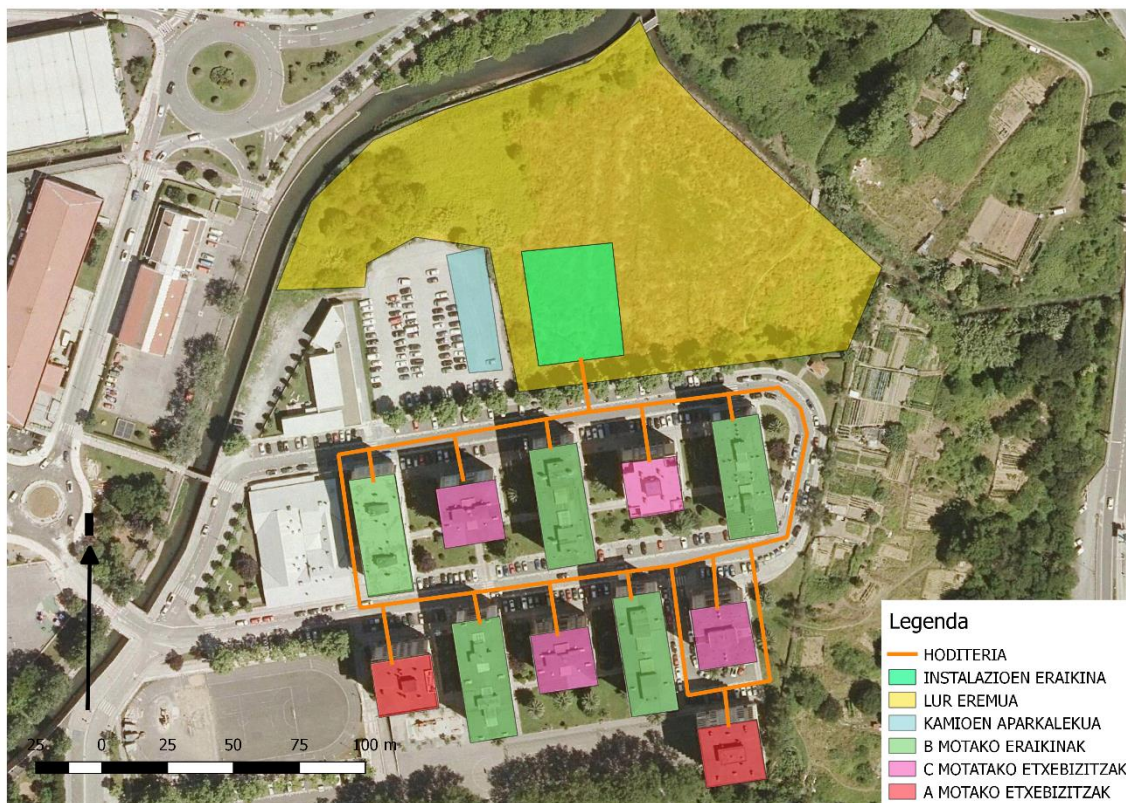 25 0 25 50 75 100 m
Legenda
HODITERIA
INSTALAZIOEN ERAIKINA
LUR EREMUA
KAMIOEN APARKALEKUA
B MOTAKO ERAIKINAK
C MOTATAKO ETXEBIZITZAK
A MOTAKO ETXEBIZITZAK